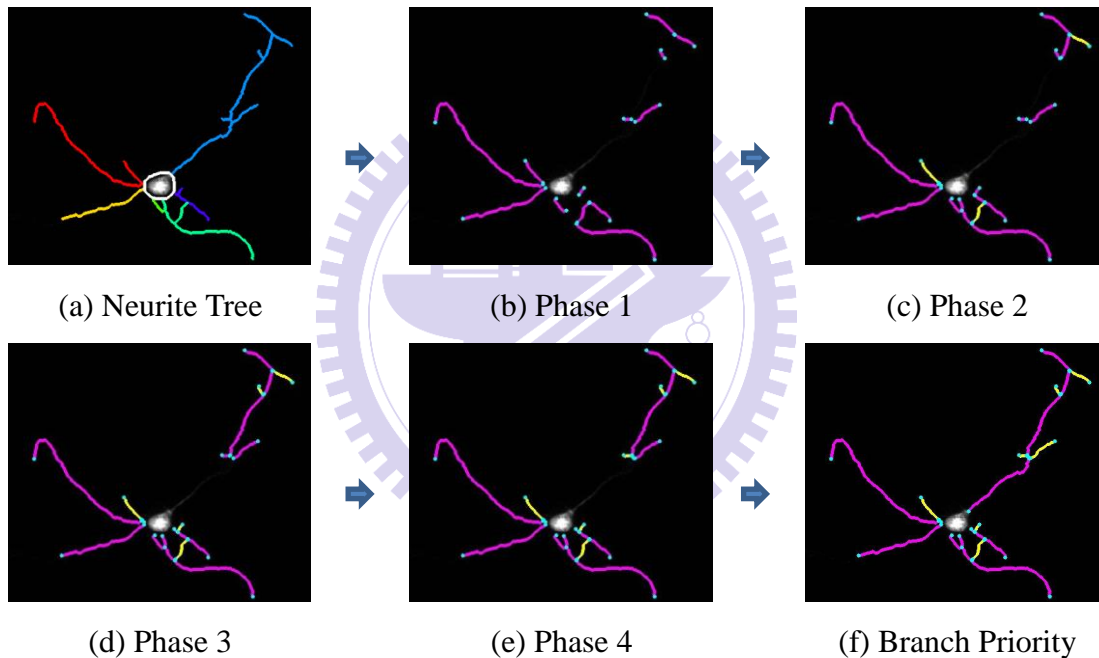 (a) Neurite Tree
(b) Phase 1
(c) Phase 2
(d) Phase 3
(e) Phase 4
(f) Branch Priority